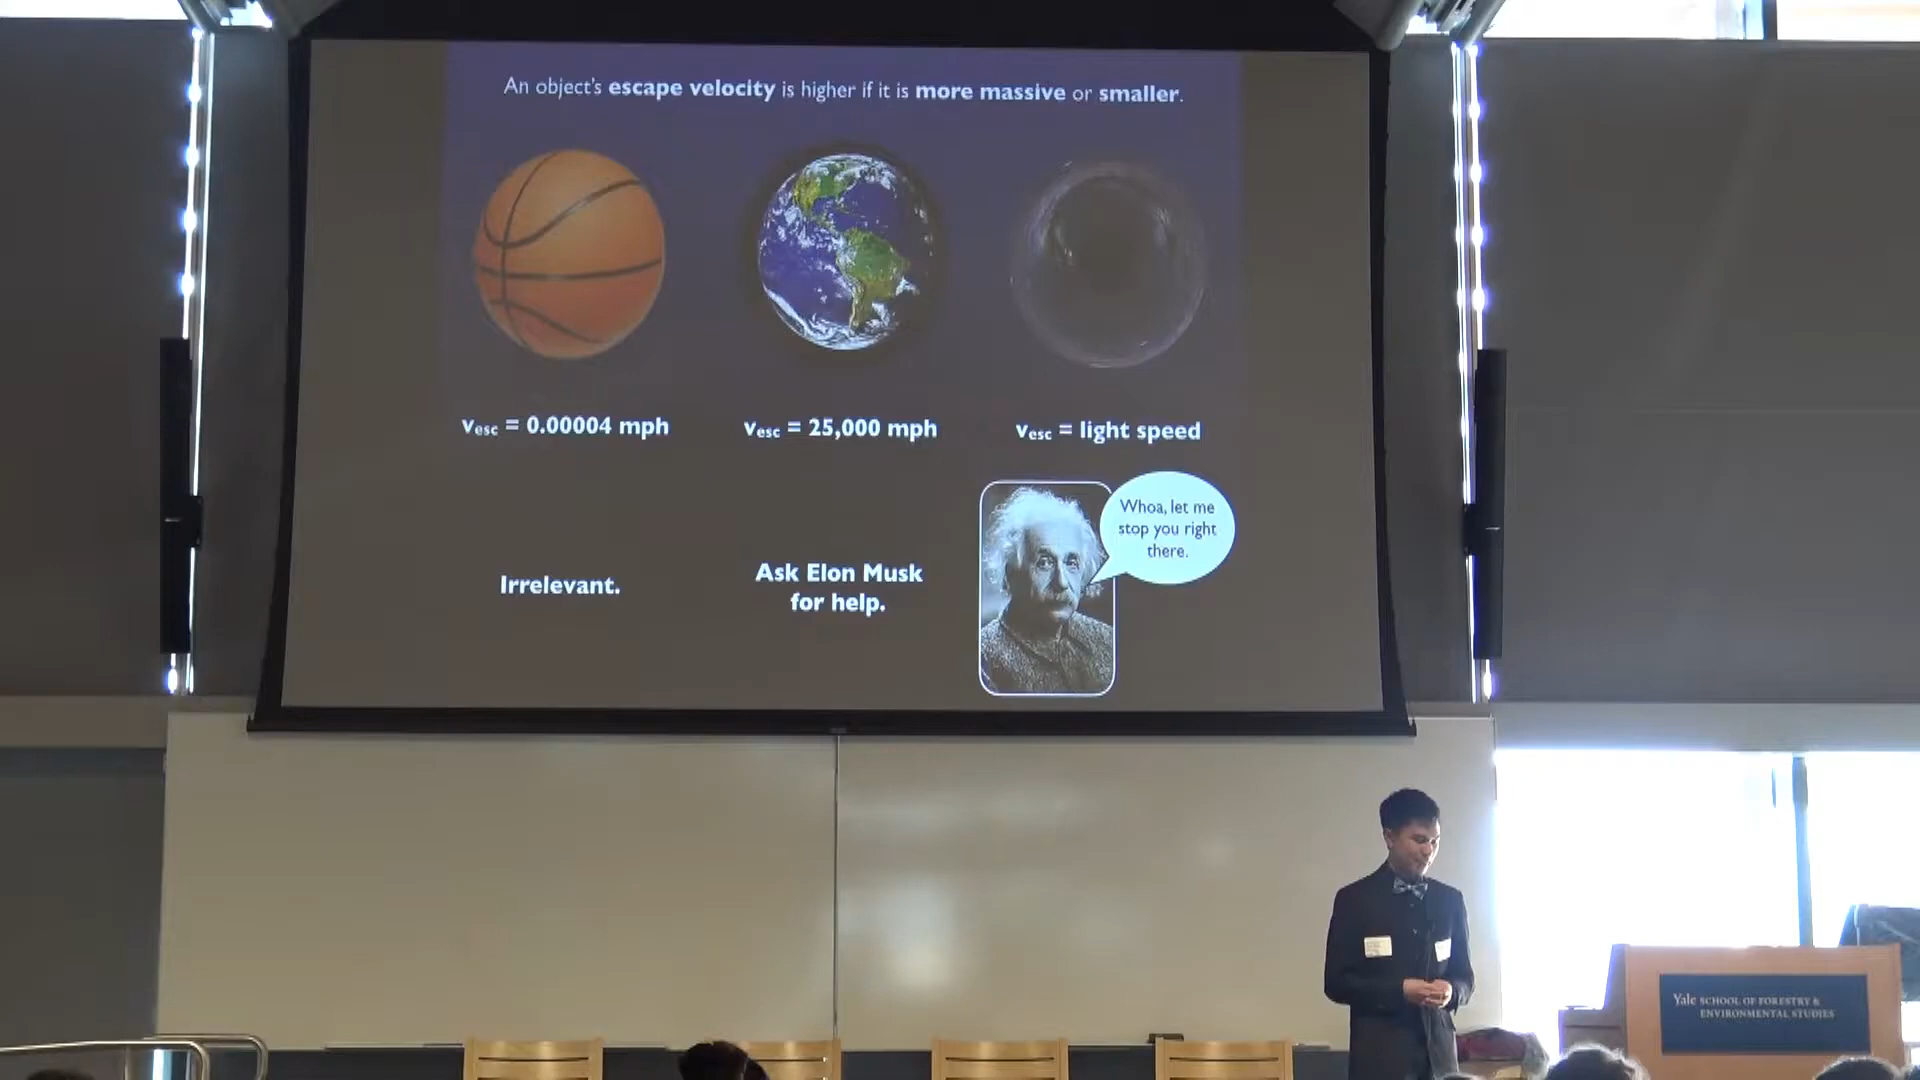 An object's escape velocity is higher if it is more massive or smaller.
vesc = 0.00004 mph
vesc = 25,000 mph
vesc = light speed
Irrelevant.
Ask Elon Musk
for help.
Whoa, let me
stop you right
there.
Yale SCHOOL OF FORESTRY &
ENVIRONMENTAL STUDIES